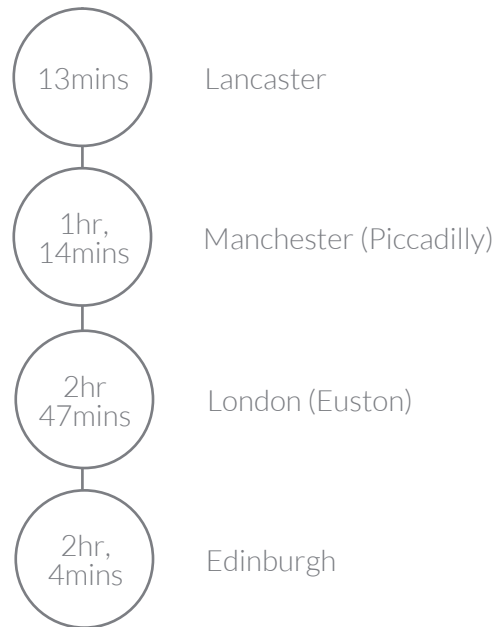 13mins
Lancaster
1hr,
14mins
Manchester (Piccadilly)
2hr
47mins
London (Euston)
2hr,
4mins
Edinburgh